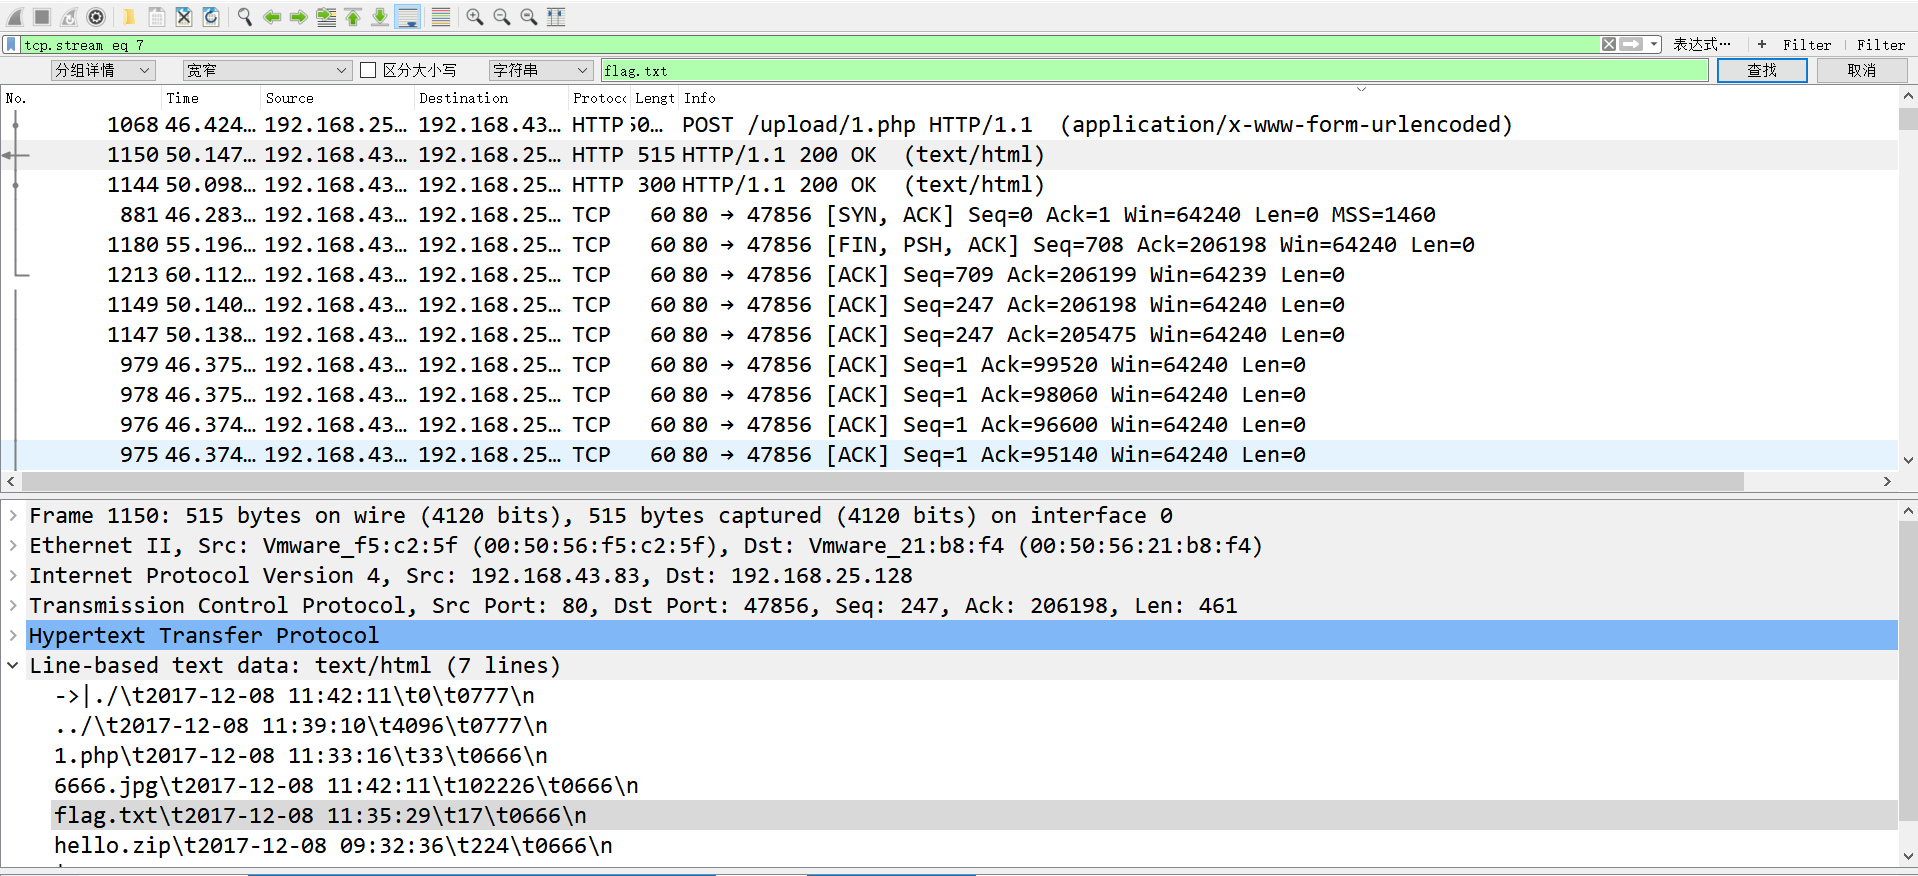 tcp.stream eq 7 表达式… + Filter Filter
分组详情 宽窄 区分大小写 字符串 flag.txt 查找 取消
No. Time Source Destination Protoc Lengt Info
1068 46.424… 192.168.25… 192.168.43… HTTP 50… POST /upload/1.php HTTP/1.1 (application/x-www-form-urlencoded)
1150 50.147… 192.168.43… 192.168.25… HTTP 515 HTTP/1.1 200 OK (text/html)
1144 50.098… 192.168.43… 192.168.25… HTTP 300 HTTP/1.1 200 OK (text/html)
881 46.283… 192.168.43… 192.168.25… TCP 60 80 → 47856 [SYN, ACK] Seq=0 Ack=1 Win=64240 Len=0 MSS=1460
1180 55.196… 192.168.43… 192.168.25… TCP 60 80 → 47856 [FIN, PSH, ACK] Seq=708 Ack=206198 Win=64240 Len=0
1213 60.112… 192.168.43… 192.168.25… TCP 60 80 → 47856 [ACK] Seq=709 Ack=206199 Win=64239 Len=0
1149 50.140… 192.168.43… 192.168.25… TCP 60 80 → 47856 [ACK] Seq=247 Ack=206198 Win=64240 Len=0
1147 50.138… 192.168.43… 192.168.25… TCP 60 80 → 47856 [ACK] Seq=247 Ack=205475 Win=64240 Len=0
979 46.375… 192.168.43… 192.168.25… TCP 60 80 → 47856 [ACK] Seq=1 Ack=99520 Win=64240 Len=0
978 46.375… 192.168.43… 192.168.25… TCP 60 80 → 47856 [ACK] Seq=1 Ack=98060 Win=64240 Len=0
976 46.374… 192.168.43… 192.168.25… TCP 60 80 → 47856 [ACK] Seq=1 Ack=96600 Win=64240 Len=0
975 46.374… 192.168.43… 192.168.25… TCP 60 80 → 47856 [ACK] Seq=1 Ack=95140 Win=64240 Len=0
Frame 1150: 515 bytes on wire (4120 bits), 515 bytes captured (4120 bits) on interface 0
Ethernet II, Src: Vmware_f5:c2:5f (00:50:56:f5:c2:5f), Dst: Vmware_21:b8:f4 (00:50:56:21:b8:f4)
Internet Protocol Version 4, Src: 192.168.43.83, Dst: 192.168.25.128
Transmission Control Protocol, Src Port: 80, Dst Port: 47856, Seq: 247, Ack: 206198, Len: 461
Hypertext Transfer Protocol
Line-based text data: text/html (7 lines)
->|./\t2017-12-08 11:42:11\t0\t0777\n
../\t2017-12-08 11:39:10\t4096\t0777\n
1.php\t2017-12-08 11:33:16\t33\t0666\n
6666.jpg\t2017-12-08 11:42:11\t102226\t0666\n
flag.txt\t2017-12-08 11:35:29\t17\t0666\n
hello.zip\t2017-12-08 09:32:36\t224\t0666\n